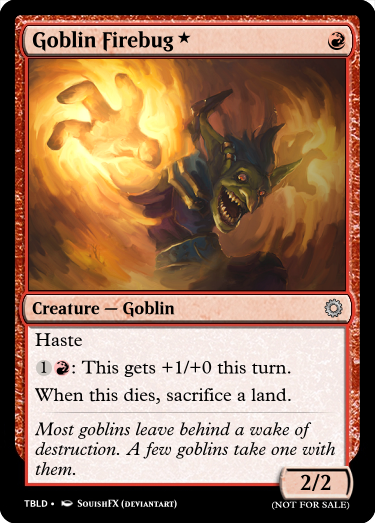 Goblin Firebug ★
Creature — Goblin
Haste
1 R: This gets +1/+0 this turn.
When this dies, sacrifice a land.
Most goblins leave behind a wake of
destruction. A few goblins take one with
them.
2/2
TBLD • SquishFX (deviantart)
(NOT FOR SALE)